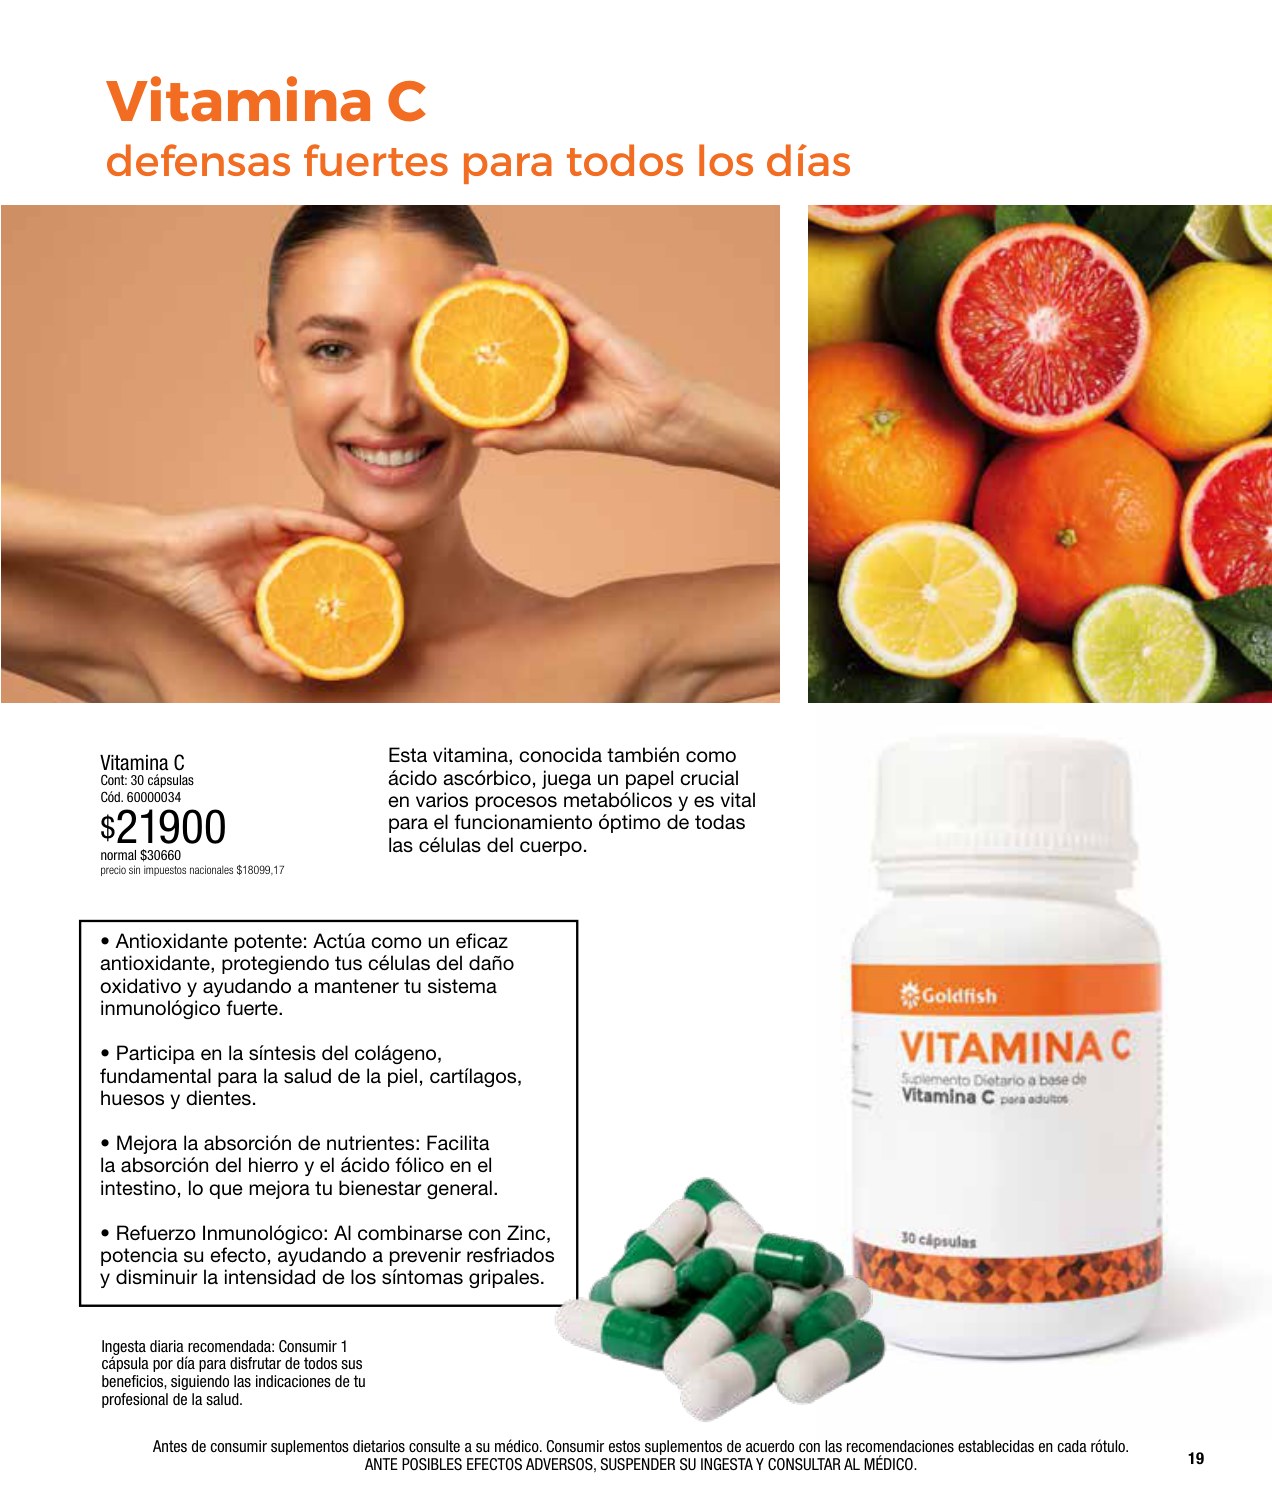 Vitamina C
defensas fuertes para todos los días
Vitamina C
Cont: 30 cápsulas
Cód. 60000034
$21900
normal $30660
precio sin impuestos nacionales $18099,17
Esta vitamina, conocida también como
ácido ascórbico, juega un papel crucial
en varios procesos metabólicos y es vital
para el funcionamiento óptimo de todas
las células del cuerpo.
• Antioxidante potente: Actúa como un eficaz
antioxidante, protegiendo tus células del daño
oxidativo y ayudando a mantener tu sistema
inmunológico fuerte.
• Participa en la síntesis del colágeno,
fundamental para la salud de la piel, cartílagos,
huesos y dientes.
• Mejora la absorción de nutrientes: Facilita
la absorción del hierro y el ácido fólico en el
intestino, lo que mejora tu bienestar general.
• Refuerzo Inmunológico: Al combinarse con Zinc,
potencia su efecto, ayudando a prevenir resfriados
y disminuir la intensidad de los síntomas gripales.
Goldfish
VITAMINA C
Suplemento Dietario a base de
Vitamina C para adultos
30 cápsulas
Ingesta diaria recomendada: Consumir 1
cápsula por día para disfrutar de todos sus
beneficios, siguiendo las indicaciones de tu
profesional de la salud.
Antes de consumir suplementos dietarios consulte a su médico. Consumir estos suplementos de acuerdo con las recomendaciones establecidas en cada rótulo.
ANTE POSIBLES EFECTOS ADVERSOS, SUSPENDER SU INGESTA Y CONSULTAR AL MÉDICO.
19